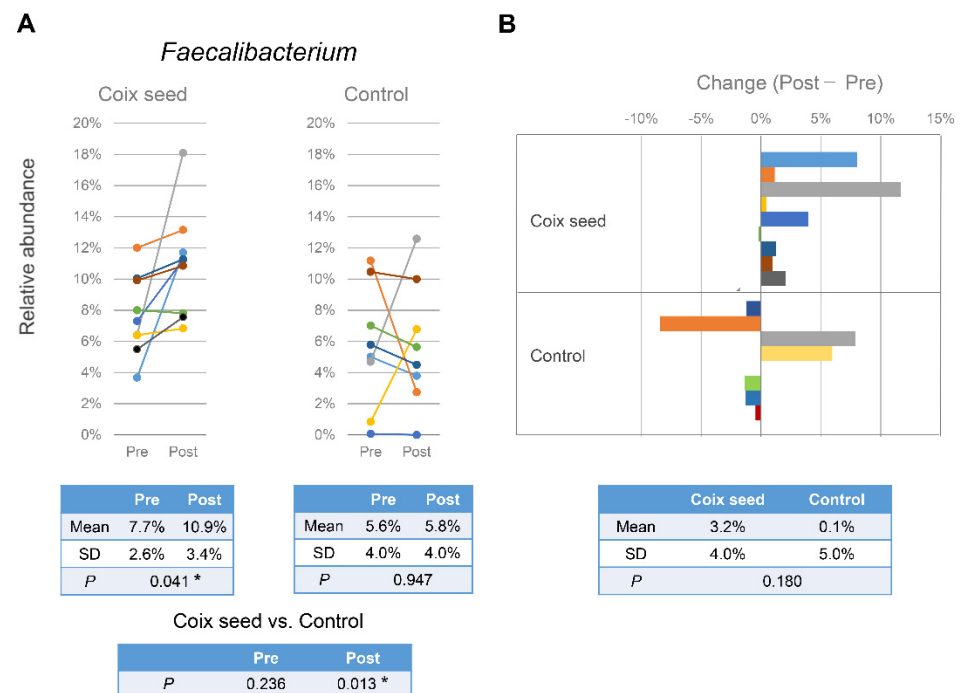 A
B
Faecalibacterium
Coix seed
Control
Relative abundance
20%
18%
16%
14%
12%
10%
8%
6%
4%
2%
0%
Pre Post
20%
18%
16%
14%
12%
10%
8%
6%
4%
2%
0%
Pre Post
Change (Post − Pre)
-10% -5% 0% 5% 10% 15%
Coix seed
Control
Pre Post
Mean 7.7% 10.9%
SD 2.6% 3.4%
P 0.041 *
Pre Post
Mean 5.6% 5.8%
SD 4.0% 4.0%
P 0.947
Coix seed Control
Mean 3.2% 0.1%
SD 4.0% 5.0%
P 0.180
Coix seed vs. Control
Pre Post
P 0.236 0.013 *